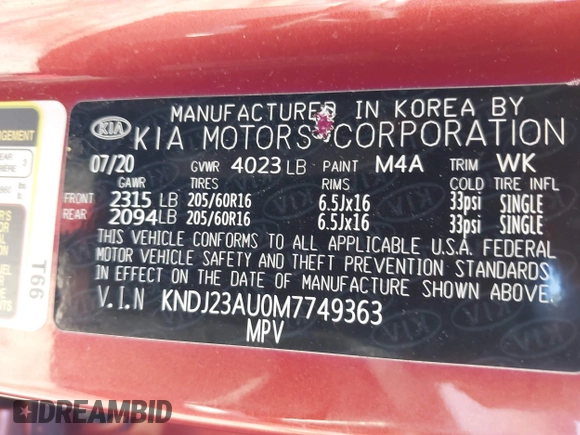 MANUFACTURED IN KOREA BY
KIA KIA MOTORS CORPORATION
07/20 GVWR 4023 LB PAINT M4A TRIM WK
GAWR TIRES RIMS COLD TIRE INFL
FRONT 2315 LB 205/60R16 6.5Jx16 33psi SINGLE
REAR 2094LB 205/60R16 6.5Jx16 33psi SINGLE
THIS VEHICLE CONFORMS TO ALL APPLICABLE U.S.A. FEDERAL
MOTOR VEHICLE SAFETY AND THEFT PREVENTION STANDARDS
IN EFFECT ON THE DATE OF MANUFACTURE SHOWN ABOVE.
V.I.N KNDJ23AU0M7749363
MPV
T66
DREAMBID